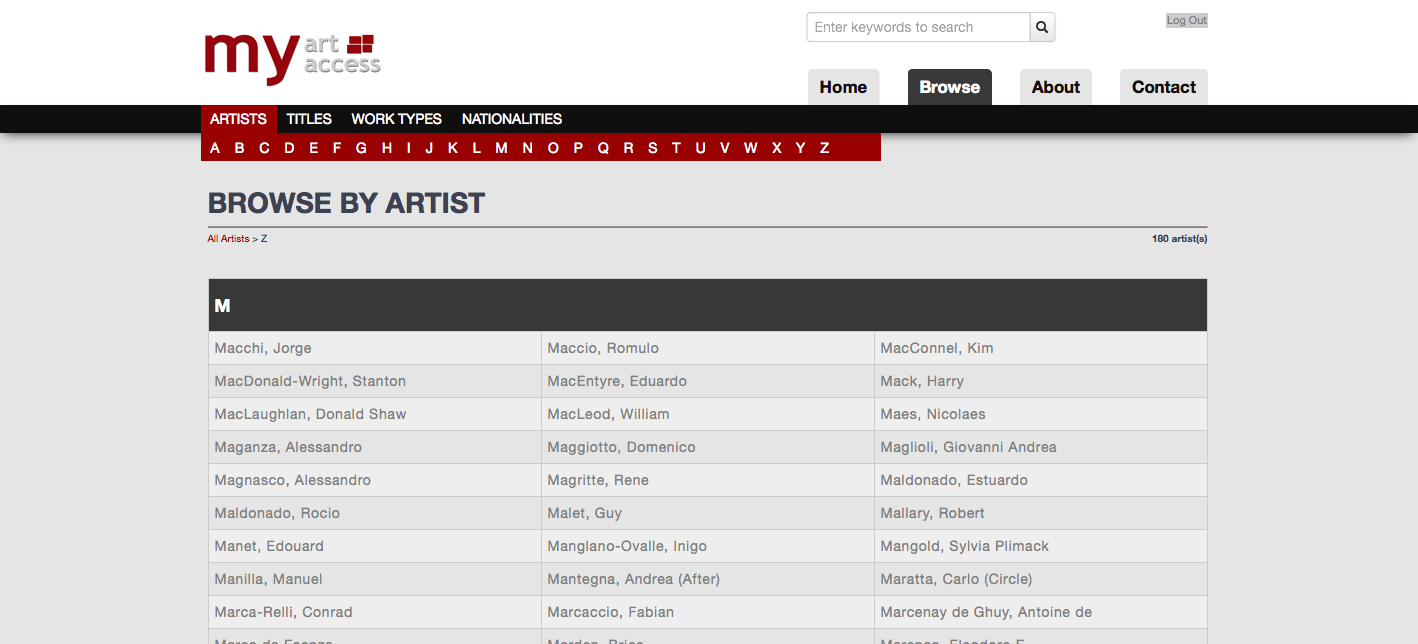 my art access
Enter keywords to search
Log Out
Home Browse About Contact
ARTISTS TITLES WORK TYPES NATIONALITIES
A B C D E F G H I J K L M N O P Q R S T U V W X Y Z
BROWSE BY ARTIST
All Artists > Z 180 artist(s)
M
Macchi, Jorge Maccio, Romulo MacConnel, Kim
MacDonald-Wright, Stanton MacEntyre, Eduardo Mack, Harry
MacLaughlan, Donald Shaw MacLeod, William Maes, Nicolaes
Maganza, Alessandro Maggiotto, Domenico Maglioli, Giovanni Andrea
Magnasco, Alessandro Magritte, Rene Maldonado, Estuardo
Maldonado, Rocio Malet, Guy Mallary, Robert
Manet, Edouard Manglano-Ovalle, Inigo Mangold, Sylvia Plimack
Manilla, Manuel Mantegna, Andrea (After) Maratta, Carlo (Circle)
Marca-Relli, Conrad Marcaccio, Fabian Marcenay de Ghuy, Antoine de